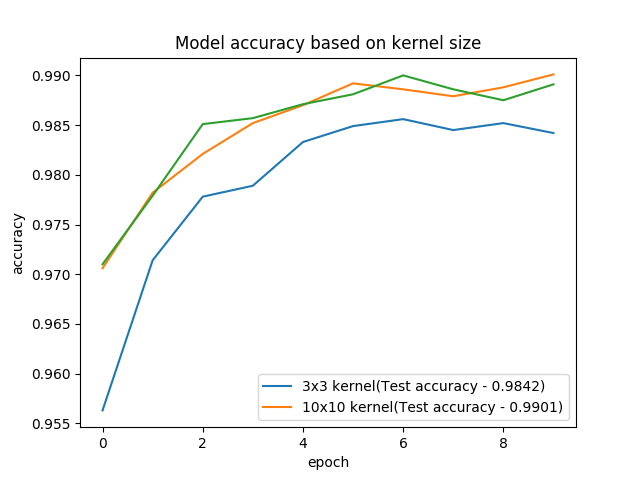 Model accuracy based on kernel size
0.990
0.985
0.980
0.975
0.970
0.965
0.960
0.955
accuracy
3x3 kernel(Test accuracy - 0.9842)
10x10 kernel(Test accuracy - 0.9901)
0 2 4 6 8
epoch